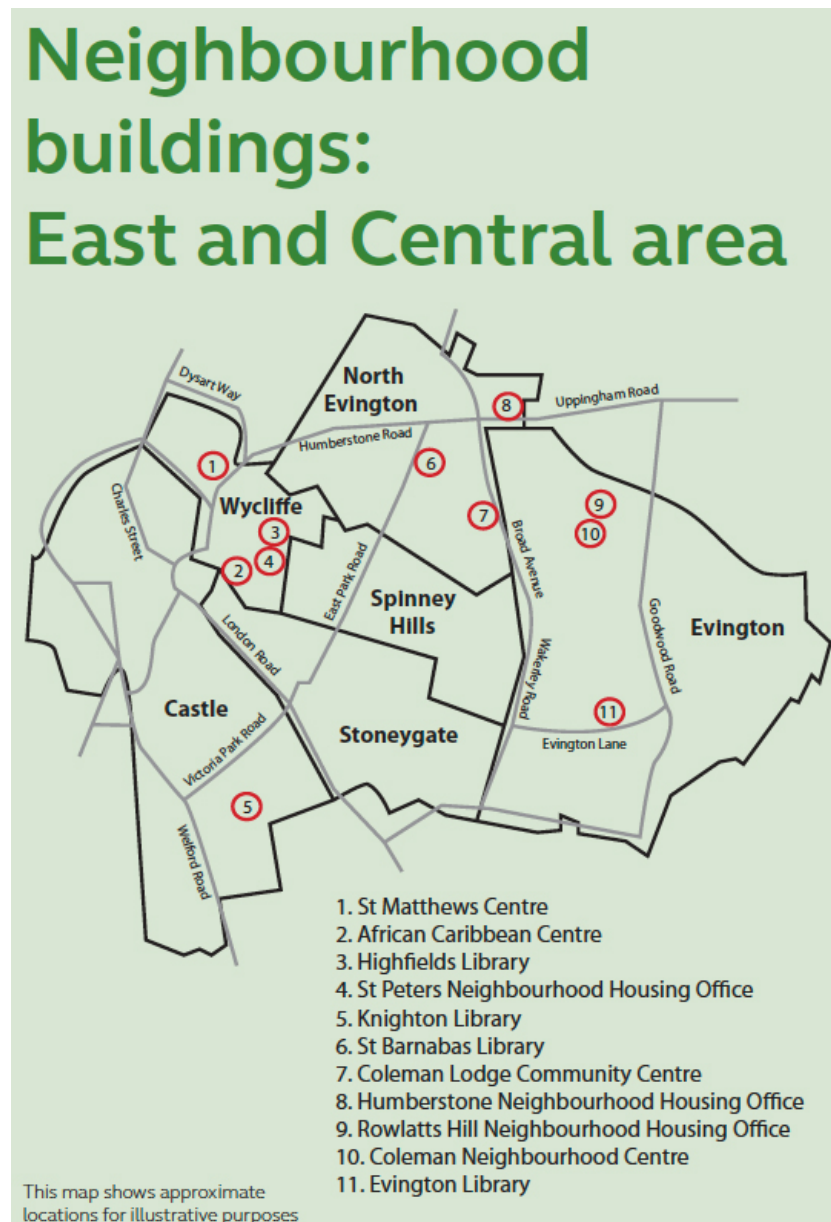 Neighbourhood
buildings:
East and Central area
Dysart Way
North
Evington
8
Uppingham Road
Humberstone Road
1
6
Charles Street
Wycliffe
9
3
7
10
Broad Avenue
4
2
East Park Road
Spinney
Hills
Goodwood Road
Evington
London Road
Wakerley Road
Castle
11
Victoria Park Road
Stoneygate
Evington Lane
5
Welford Road
1. St Matthews Centre
2. African Caribbean Centre
3. Highfields Library
4. St Peters Neighbourhood Housing Office
5. Knighton Library
6. St Barnabas Library
7. Coleman Lodge Community Centre
8. Humberstone Neighbourhood Housing Office
9. Rowlatts Hill Neighbourhood Housing Office
10. Coleman Neighbourhood Centre
11. Evington Library
This map shows approximate
locations for illustrative purposes